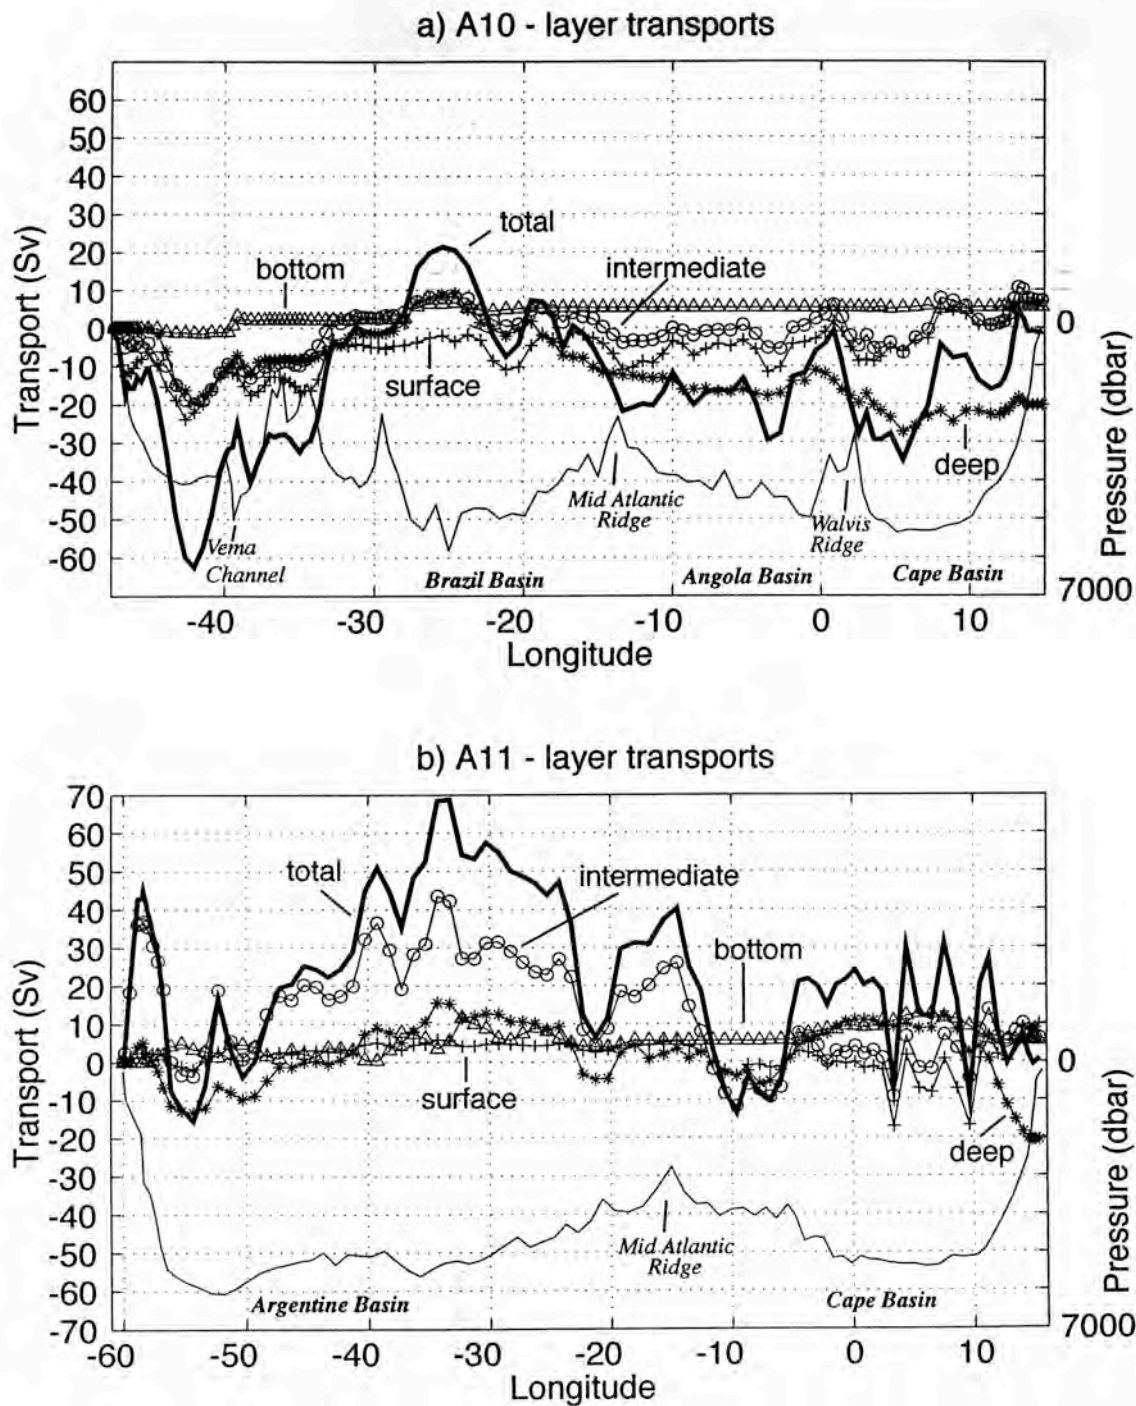 a) A10 - layer transports
60
50
40
30
20
10
0
-10
-20
-30
-40
-50
-60
Transport (Sv)
total
bottom
intermediate
surface
deep
Vema
Channel
Mid Atlantic
Ridge
Walvis
Ridge
Brazil Basin
Angola Basin
Cape Basin
0
7000
Pressure (dbar)
-40
-30
-20
-10
0
10
Longitude
b) A11 - layer transports
70
60
50
40
30
20
10
0
-10
-20
-30
-40
-50
-60
-70
Transport (Sv)
total
intermediate
bottom
surface
deep
Mid Atlantic
Ridge
Argentine Basin
Cape Basin
0
7000
Pressure (dbar)
-60
-50
-40
-30
-20
-10
0
10
Longitude